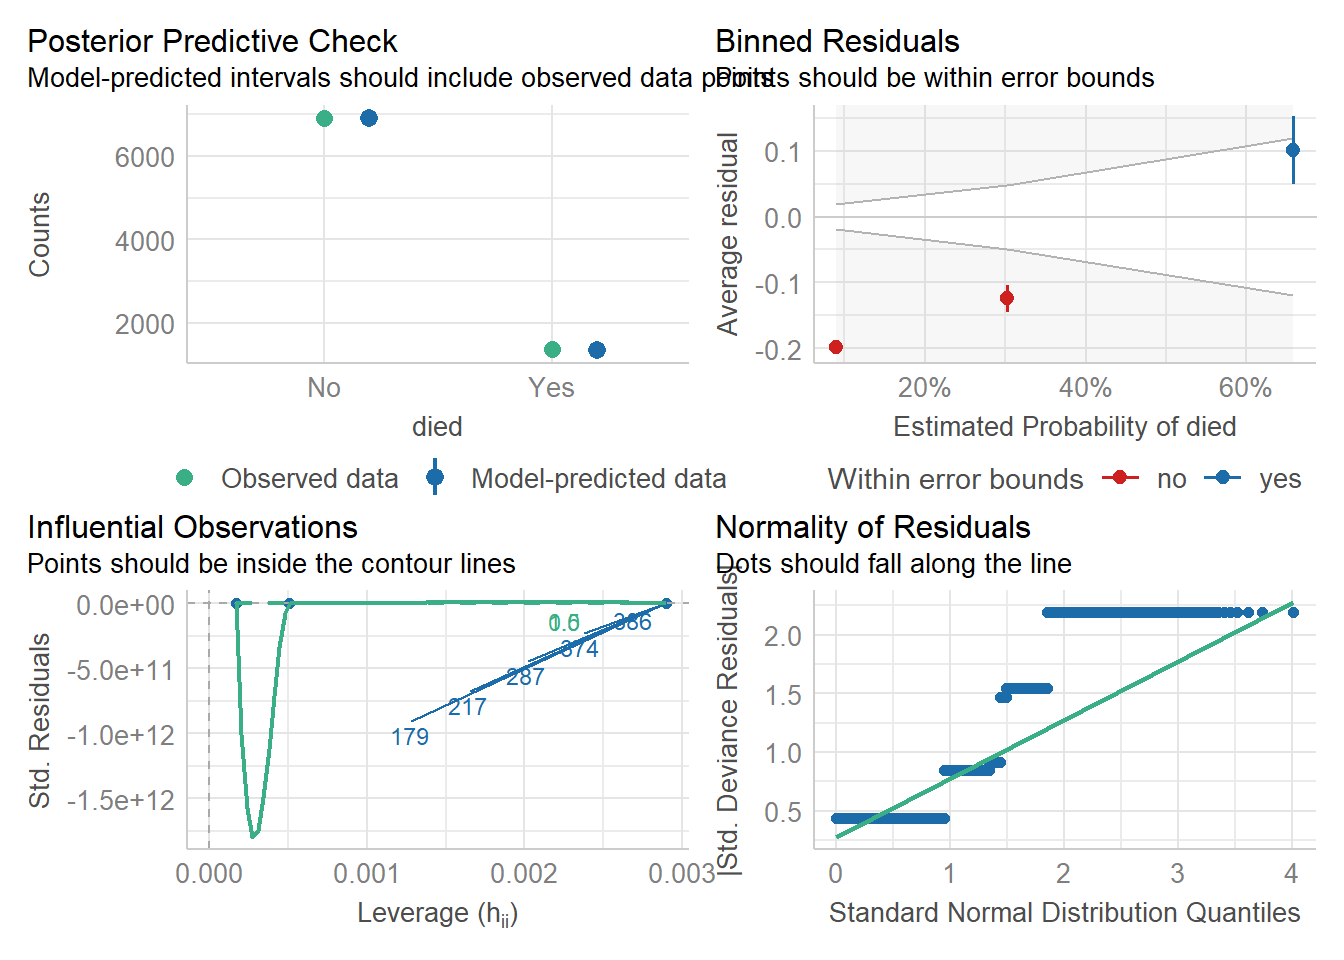 Posterior Predictive Check
Model-predicted intervals should include observed data points
Counts
6000
4000
2000
No
Yes
died
Observed data
Model-predicted data
Binned Residuals
Points should be within error bounds
Average residual
0.1
0.0
-0.1
-0.2
20%
40%
60%
Estimated Probability of died
Within error bounds
no
yes
Influential Observations
Points should be inside the contour lines
Std. Residuals
0.0e+00
-5.0e+11
-1.0e+12
-1.5e+12
386
374
287
217
179
0.000
0.001
0.002
0.003
Leverage (hii)
Normality of Residuals
Dots should fall along the line
|Std. Deviance Residuals|
2.0
1.5
1.0
0.5
0
1
2
3
4
Standard Normal Distribution Quantiles